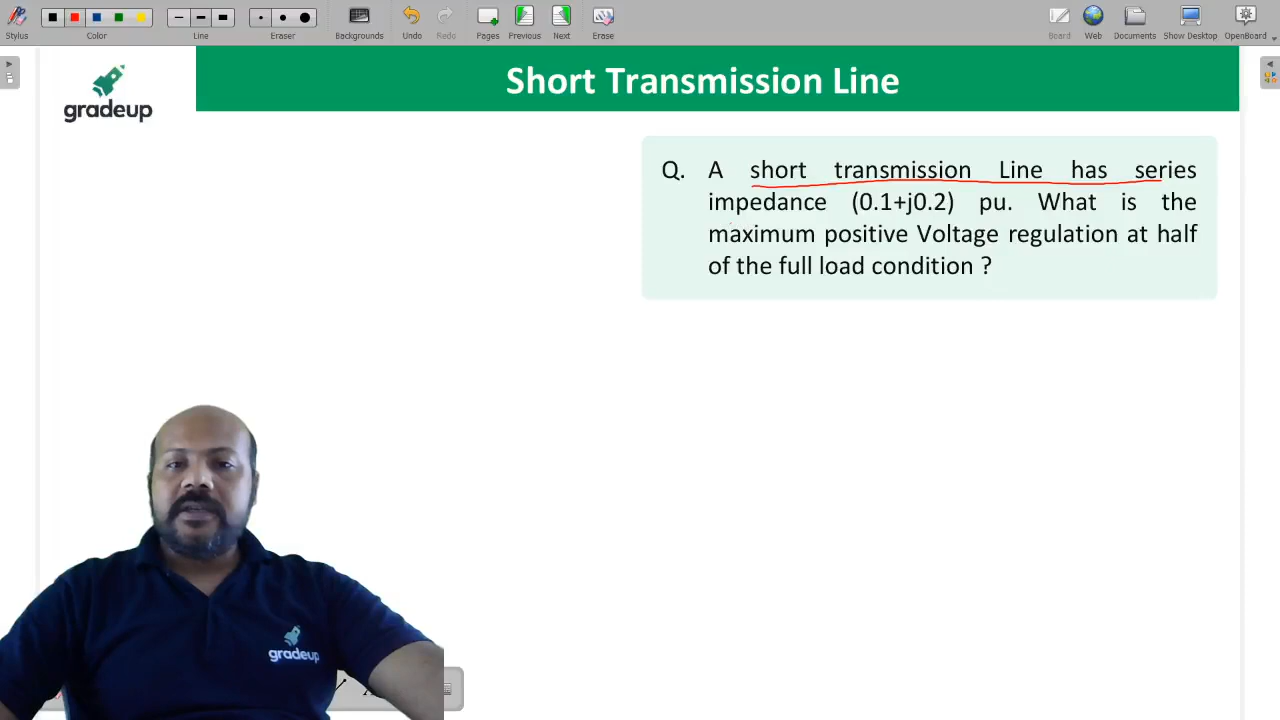 Stylus
Color
Line
Eraser
Backgrounds
Undo
Redo
Pages
Previous
Next
Erase
Board
Web
Documents
Show Desktop
OpenBoard
gradeup
Short Transmission Line
Q. A short transmission Line has series
impedance (0.1+j0.2) pu. What is the
maximum positive Voltage regulation at half
of the full load condition ?
gradeup